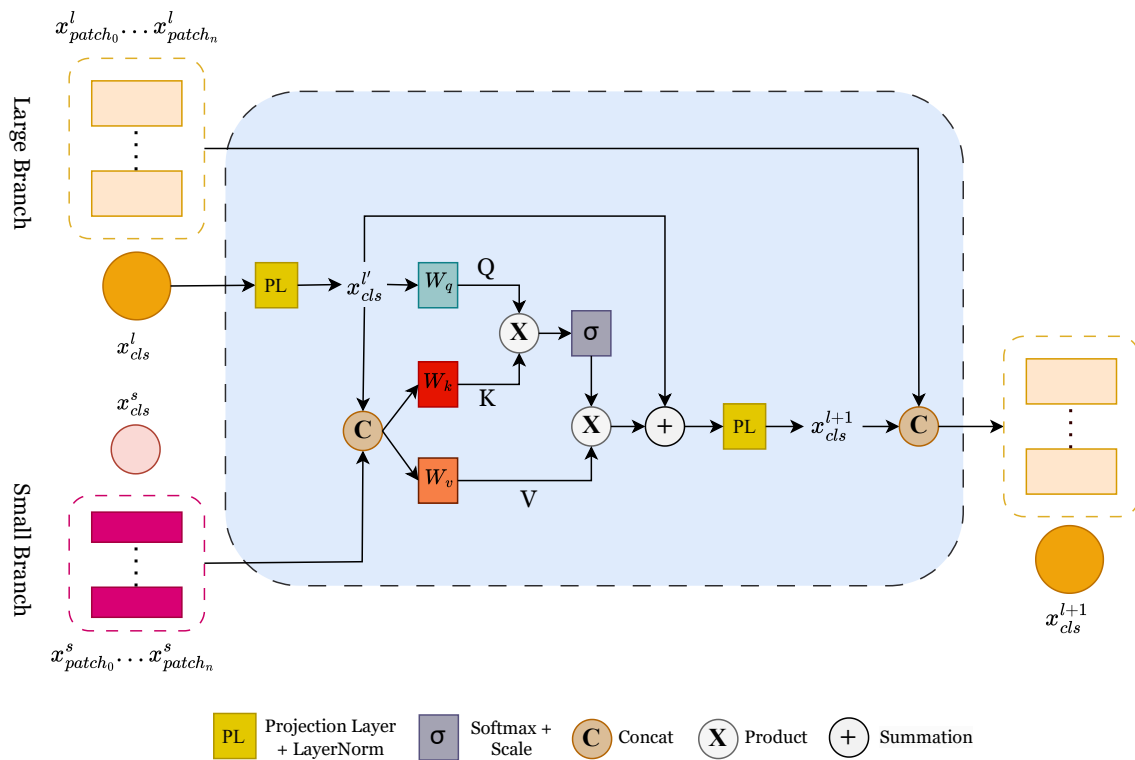 x^l_{patch_0} ... x^l_{patch_n}
Large Branch
x^l_{cls}
x^s_{cls}
Small Branch
x^s_{patch_0} ... x^s_{patch_n}
PL
x^{l'}_{cls}
W_q
Q
X
σ
W_k
K
C
W_v
V
X
+
PL
x^{l+1}_{cls}
C
x^{l+1}_{cls}
PL
Projection Layer
+ LayerNorm
σ
Softmax +
Scale
C
Concat
X
Product
+
Summation